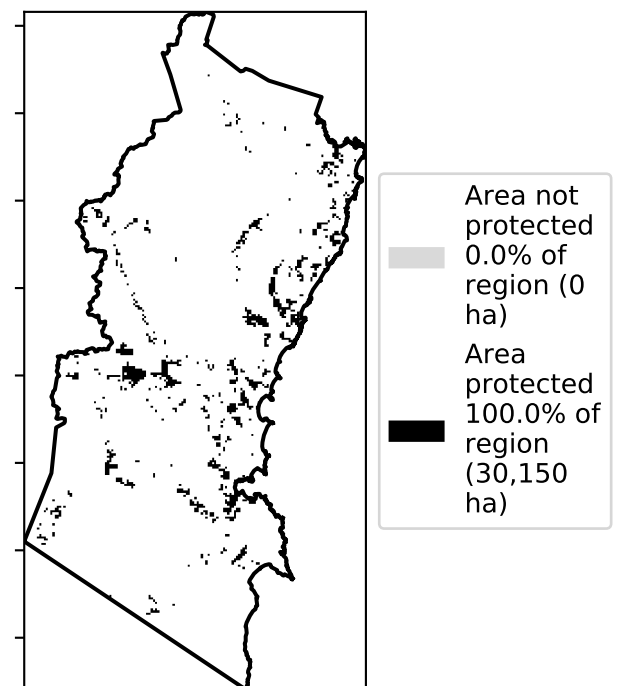 Area not
protected
0.0% of
region (0
ha)
Area
protected
100.0% of
region
(30,150
ha)